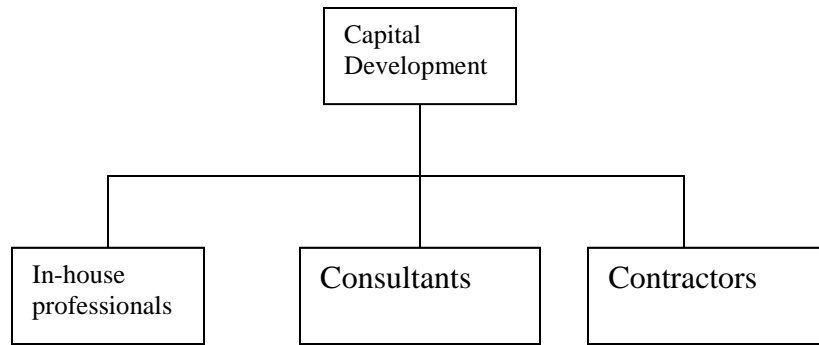 Capital
Development
In-house
professionals
Consultants
Contractors